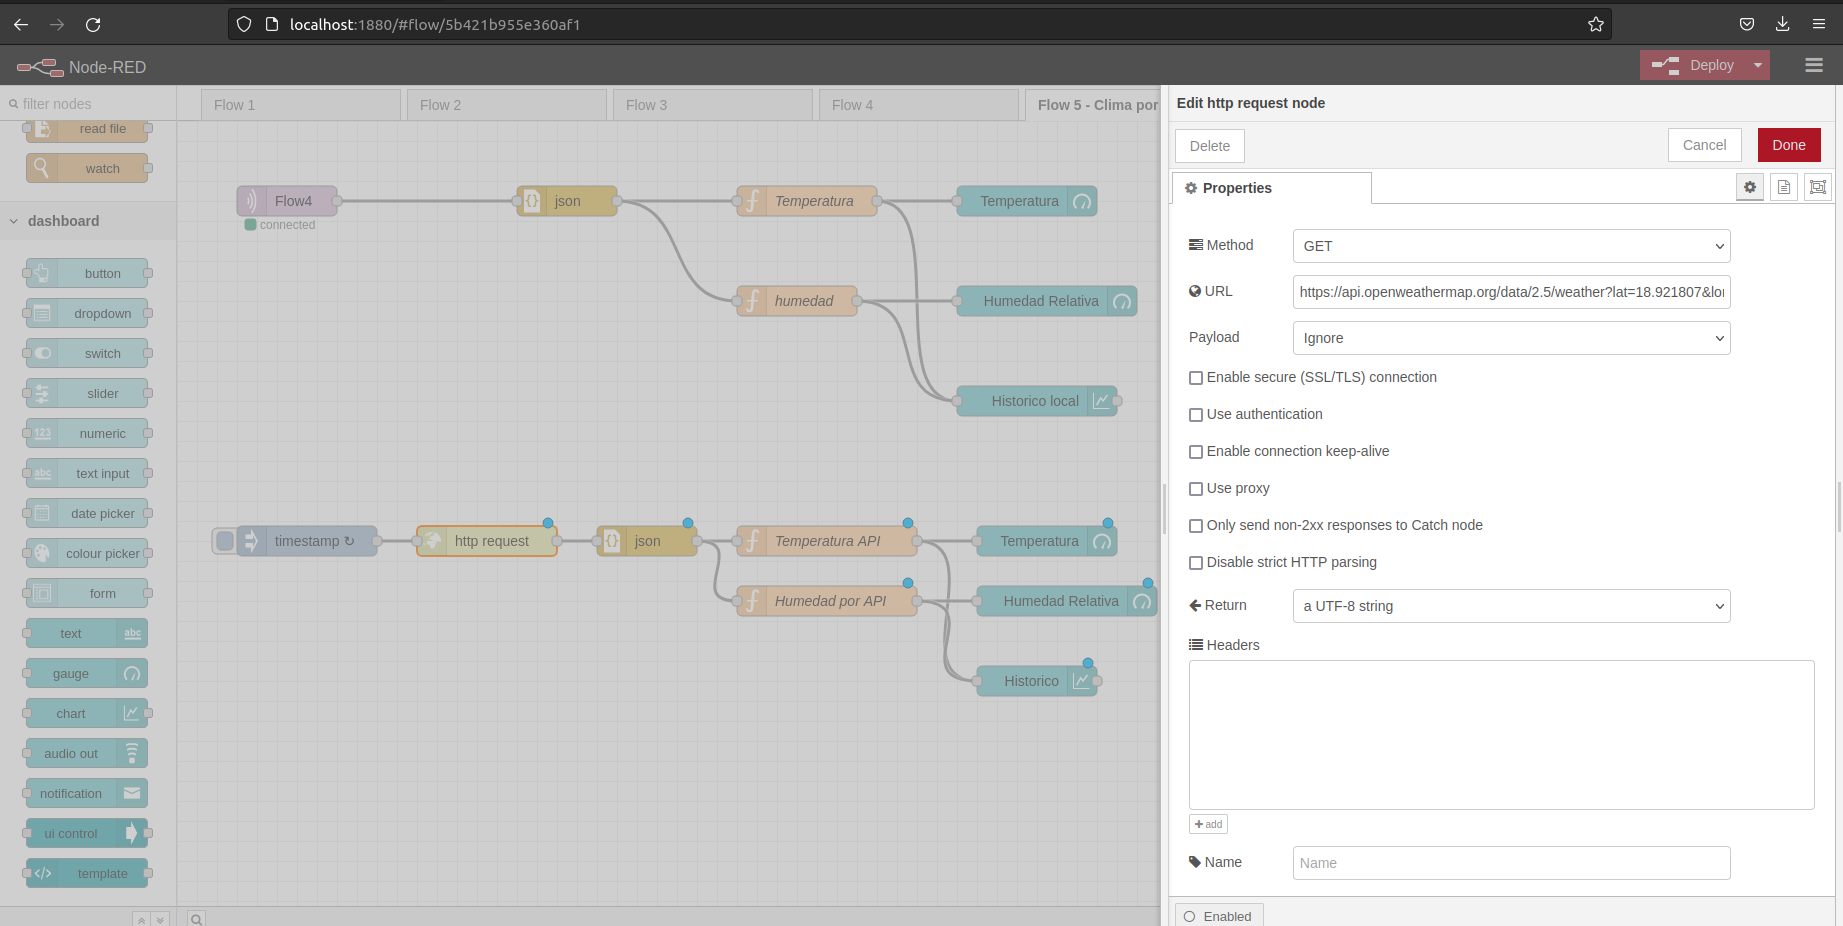 localhost:1880/#flow/5b421b955e360af1
Node-RED
Deploy
filter nodes
Flow 1
Flow 2
Flow 3
Flow 4
Flow 5 - Clima por
read file
watch
dashboard
button
dropdown
switch
slider
123
numeric
abc
text input
date picker
colour picker
form
text
abc
gauge
chart
audio out
notification
ui control
</>
template
Flow4
connected
{}
json
Temperatura
Temperatura
humedad
Humedad Relativa
Historico local
timestamp ↻
http request
{}
json
Temperatura API
Temperatura
Humedad por API
Humedad Relativa
Historico
Edit http request node
Delete
Cancel
Done
Properties
Method
GET
URL
https://api.openweathermap.org/data/2.5/weather?lat=18.921807&lo
Payload
Ignore
Enable secure (SSL/TLS) connection
Use authentication
Enable connection keep-alive
Use proxy
Only send non-2xx responses to Catch node
Disable strict HTTP parsing
Return
a UTF-8 string
Headers
+ add
Name
Name
Enabled